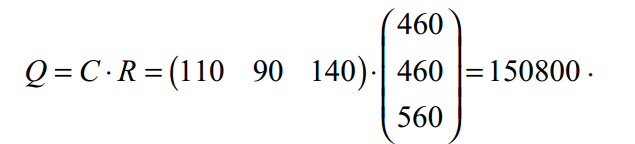 460
Q = C · R = (110 90 140) · 460 = 150800 .
560